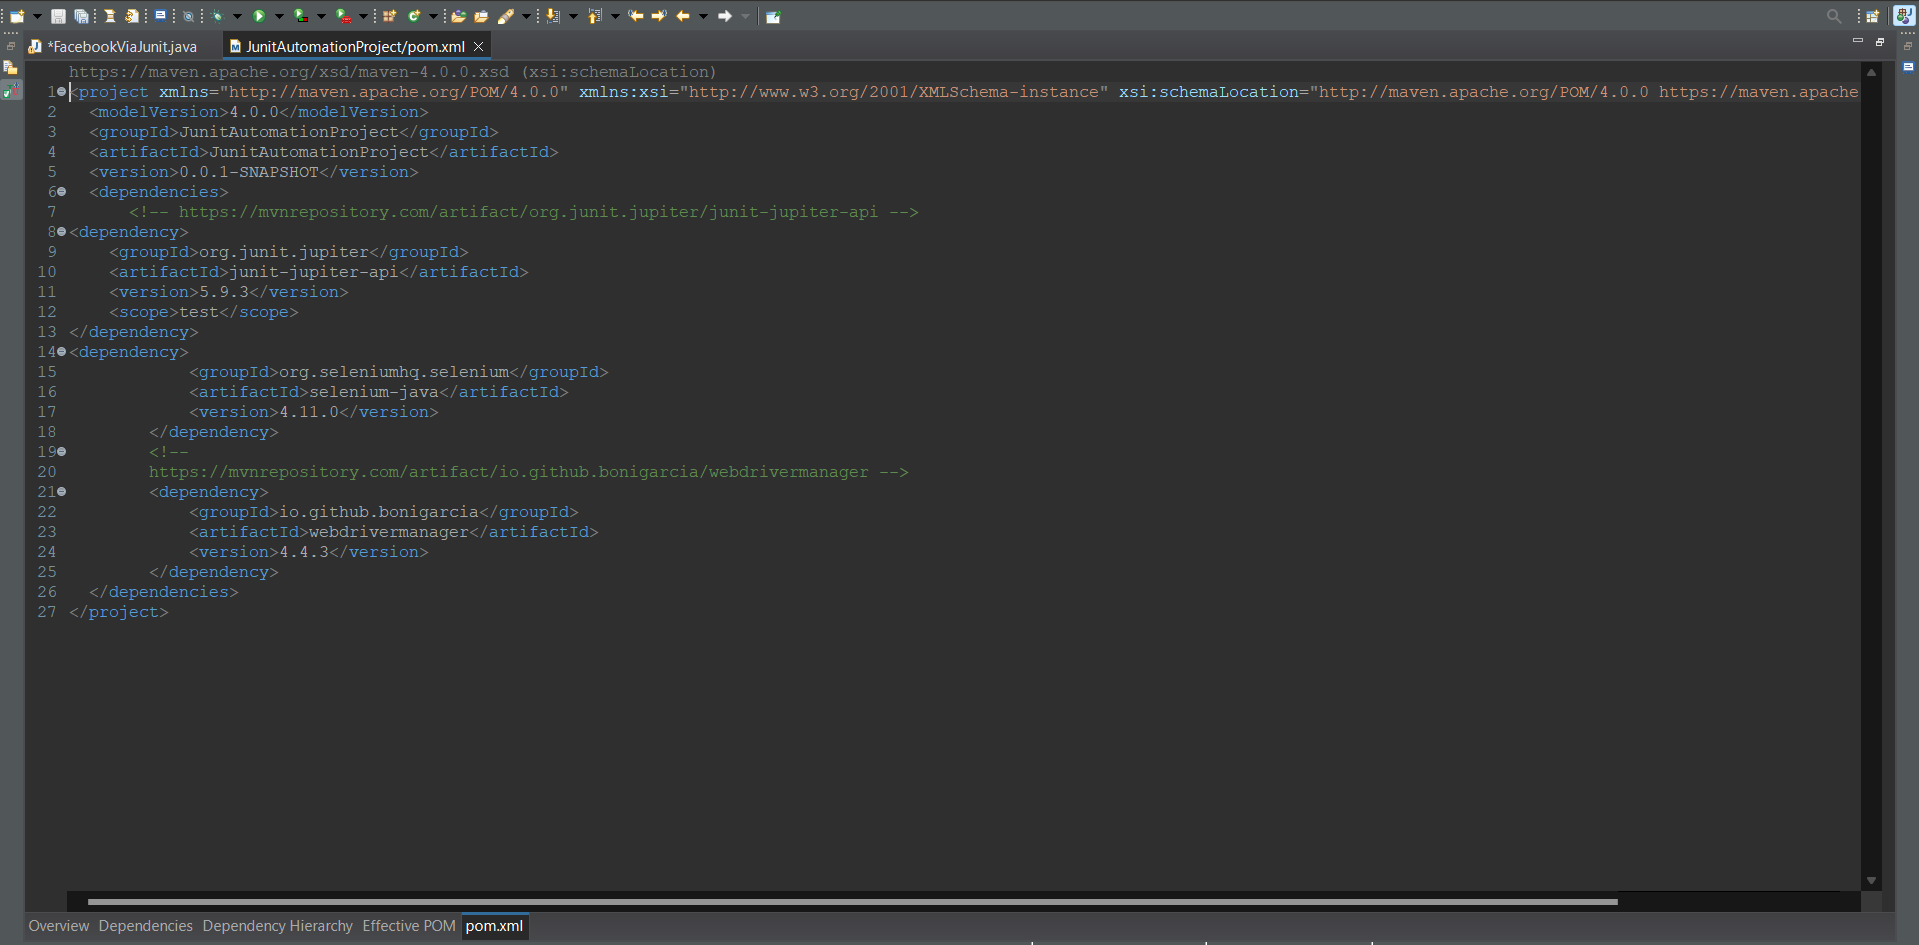 *FacebookViaJunit.java
JunitAutomationProject/pom.xml
https://maven.apache.org/xsd/maven-4.0.0.xsd (xsi:schemaLocation)
1 <project xmlns="http://maven.apache.org/POM/4.0.0" xmlns:xsi="http://www.w3.org/2001/XMLSchema-instance" xsi:schemaLocation="http://maven.apache.org/POM/4.0.0 https://maven.apache
2 <modelVersion>4.0.0</modelVersion>
3 <groupId>JunitAutomationProject</groupId>
4 <artifactId>JunitAutomationProject</artifactId>
5 <version>0.0.1-SNAPSHOT</version>
6 <dependencies>
7 <!-- https://mvnrepository.com/artifact/org.junit.jupiter/junit-jupiter-api -->
8 <dependency>
9 <groupId>org.junit.jupiter</groupId>
10 <artifactId>junit-jupiter-api</artifactId>
11 <version>5.9.3</version>
12 <scope>test</scope>
13 </dependency>
14 <dependency>
15 <groupId>org.seleniumhq.selenium</groupId>
16 <artifactId>selenium-java</artifactId>
17 <version>4.11.0</version>
18 </dependency>
19 <!--
20 https://mvnrepository.com/artifact/io.github.bonigarcia/webdrivermanager -->
21 <dependency>
22 <groupId>io.github.bonigarcia</groupId>
23 <artifactId>webdrivermanager</artifactId>
24 <version>4.4.3</version>
25 </dependency>
26 </dependencies>
27 </project>
Overview Dependencies Dependency Hierarchy Effective POM pom.xml